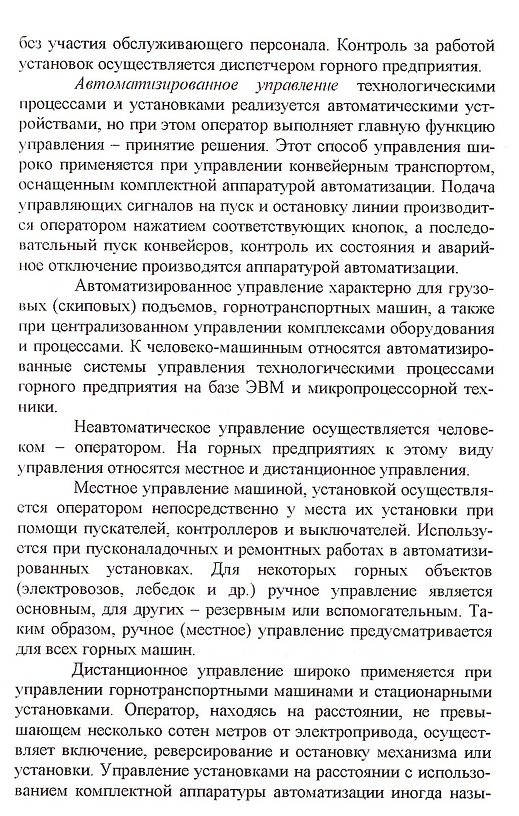 без участия обслуживающего персонала. Контроль за работой
установок осуществляется диспетчером горного предприятия.
Автоматизированное управление технологическими
процессами и установками реализуется автоматическими уст-
ройствами, но при этом оператор выполняет главную функцию
управления – принятие решения. Этот способ управления ши-
роко применяется при управлении конвейерным транспортом,
оснащенным комплектной аппаратурой автоматизации. Подача
управляющих сигналов на пуск и остановку линии производит-
ся оператором нажатием соответствующих кнопок, а последо-
вательный пуск конвейеров, контроль их состояния и аварий-
ное отключение производятся аппаратурой автоматизации.
Автоматизированное управление характерно для грузо-
вых (скиповых) подъемов, горнотранспортных машин, а также
при централизованном управлении комплексами оборудования
и процессами. К человеко-машинным относятся автоматизиро-
ванные системы управления технологическими процессами
горного предприятия на базе ЭВМ и микропроцессорной тех-
ники.
Неавтоматическое управление осуществляется челове-
ком – оператором. На горных предприятиях к этому виду
управления относятся местное и дистанционное управления.
Местное управление машиной, установкой осуществля-
ется оператором непосредственно у места их установки при
помощи пускателей, контроллеров и выключателей. Использу-
ется при пусконаладочных и ремонтных работах в автоматизи-
рованных установках. Для некоторых горных объектов
(электровозов, лебедок и др.) ручное управление является
основным, для других – резервным или вспомогательным. Та-
ким образом, ручное (местное) управление предусматривается
для всех горных машин.
Дистанционное управление широко применяется при
управлении горнотранспортными машинами и стационарными
установками. Оператор, находясь на расстоянии, не превы-
шающем несколько сотен метров от электропривода, осущест-
вляет включение, реверсирование и остановку механизма или
установки. Управление установками на расстоянии с использо-
ванием комплектной аппаратуры автоматизации иногда назы-